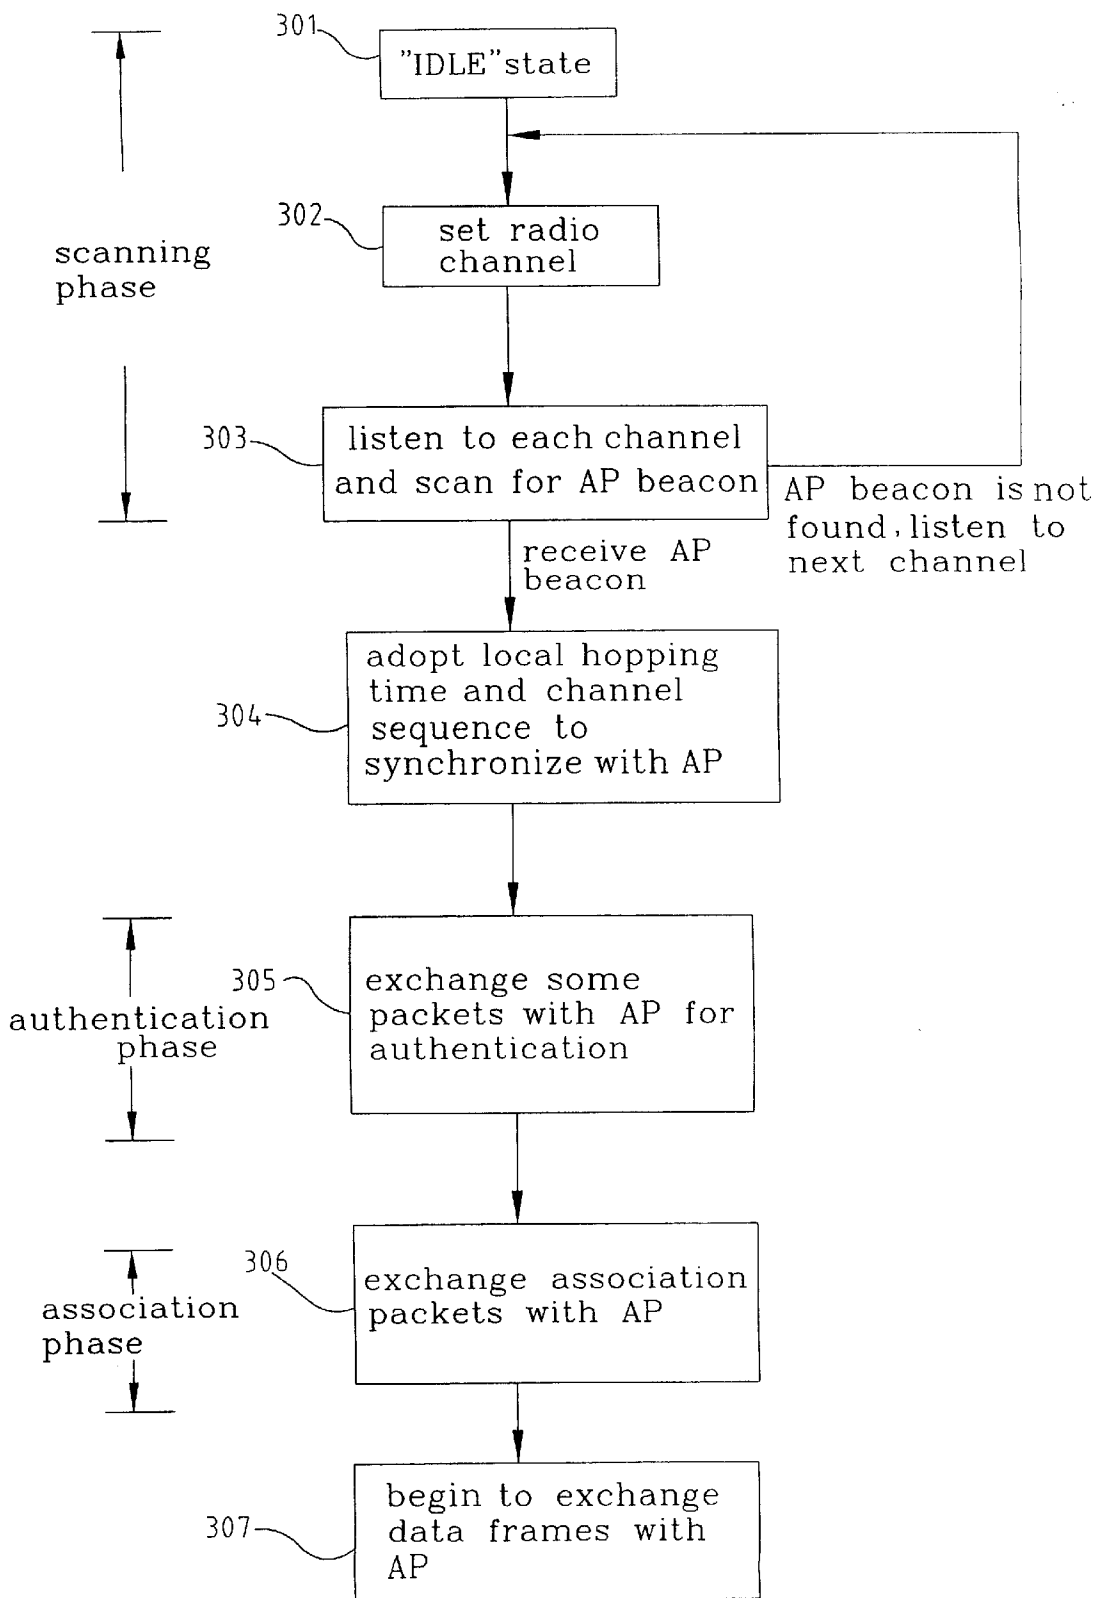 301
"IDLE" state
302
set radio
channel
scanning
phase
303
listen to each channel
and scan for AP beacon
AP beacon is not
found, listen to
next channel
receive AP
beacon
304
adopt local hopping
time and channel
sequence to
synchronize with AP
305
exchange some
packets with AP for
authentication
authentication
phase
306
exchange association
packets with AP
association
phase
307
begin to exchange
data frames with
AP